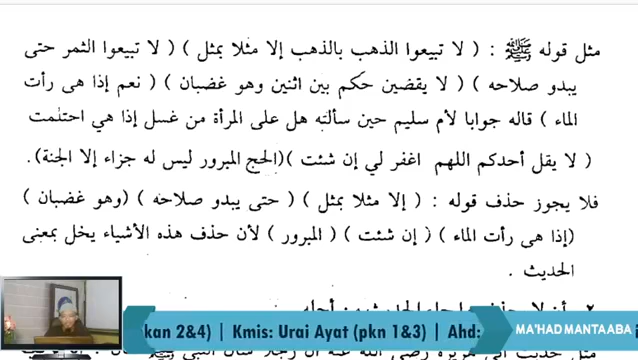 مثل قوله ﷺ : ( لا تبيعوا الذهب بالذهب إلا مثلا بمثل ) ( لا تبيعوا الثمر حتى
يبدو صلاحه ) ( لا يقضين حكم بين اثنين وهو غضبان ) ( نعم إذا هى رأت
الماء ) قاله جوابا لأم سليم حين سألته هل على المرأة من غسل إذا هي احتلمت
( لا يقل أحدكم اللهم اغفر لي إن شئت )(الحج المبرور ليس له جزاء إلا الجنة).
فلا يجوز حذف قوله : ( إلا مثلا بمثل ) ( حتى يبدو صلاحه ) (وهو غضبان )
(إذا هى رأت الماء ) ( إن شئت ) ( المبرور ) لأن حذف هذه الأشياء يخل بمعنى
الحديث .
kan 2&4) | Kmis: Urai Ayat (pkn 1&3) | Ahd:
MA'HAD MANTAABA